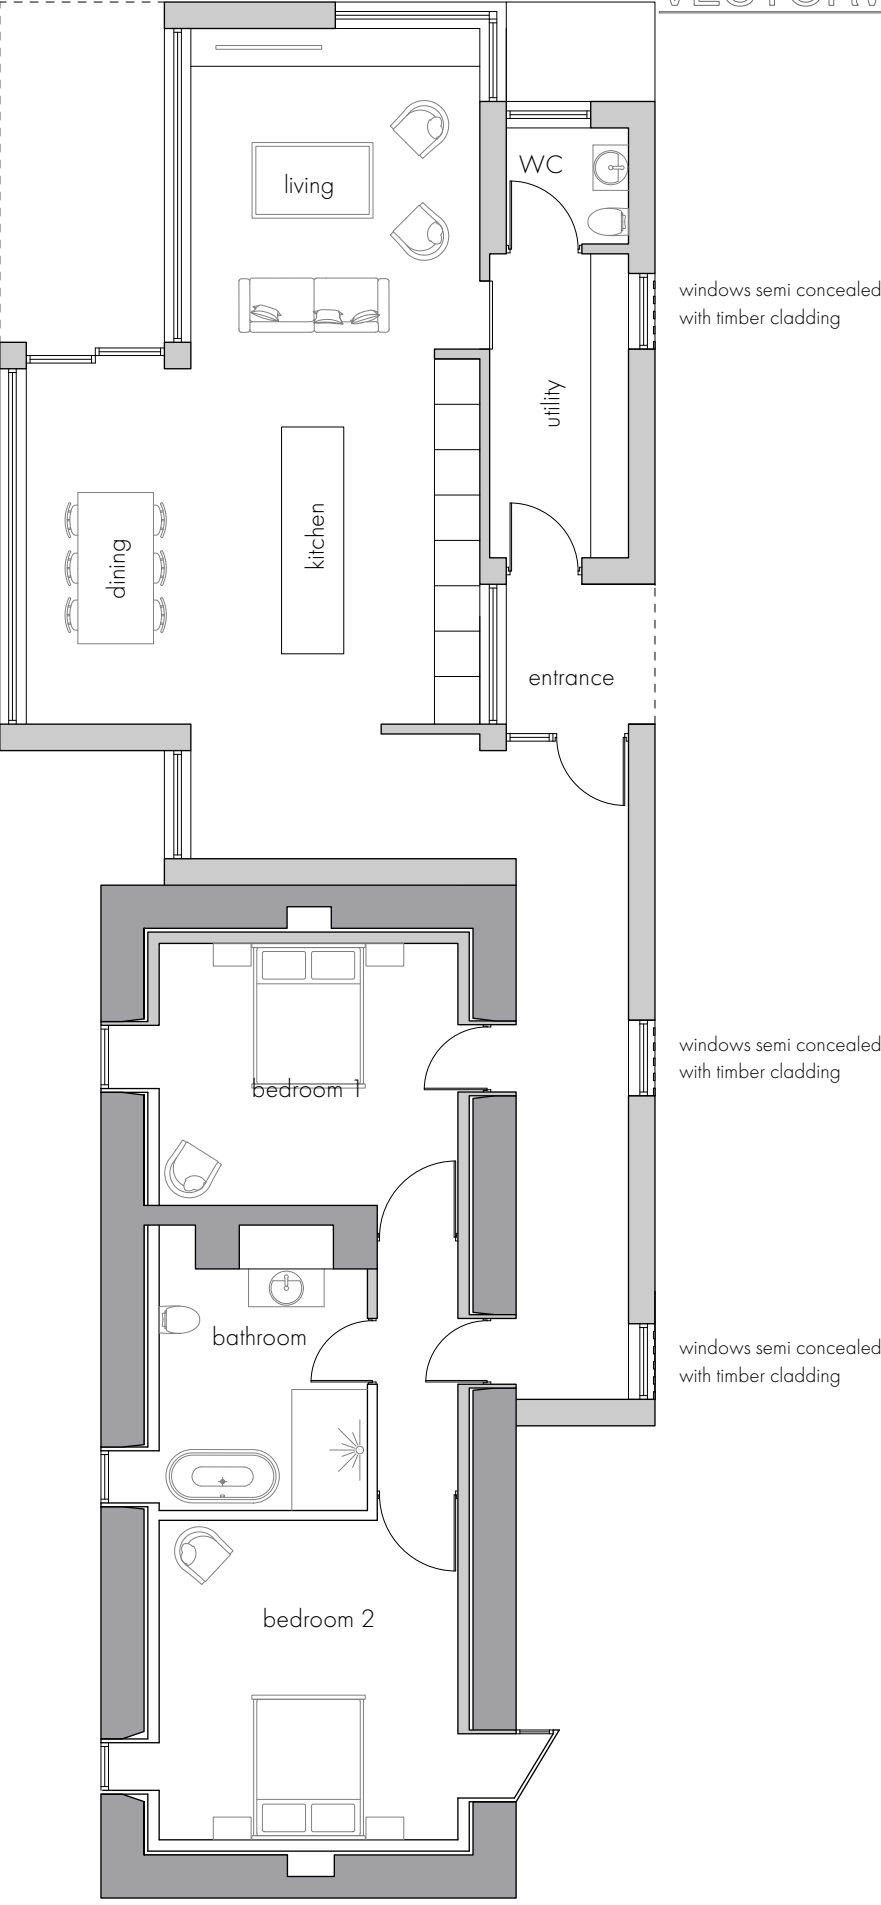 WC
living
windows semi concealed
with timber cladding
utility
kitchen
dining
entrance
windows semi concealed
with timber cladding
bedroom 1
bathroom
windows semi concealed
with timber cladding
bedroom 2